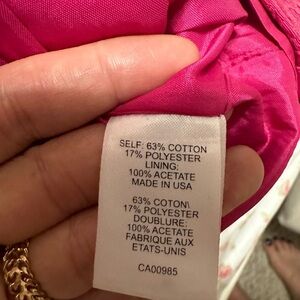 SELF: 63% COTTON
17% POLYESTER
LINING:
100% ACETATE
MADE IN USA
63% COTON\
17% POLYESTER
DOUBLURE:
100% ACETATE
FABRIQUE AUX
ETATS-UNIS
CA00985